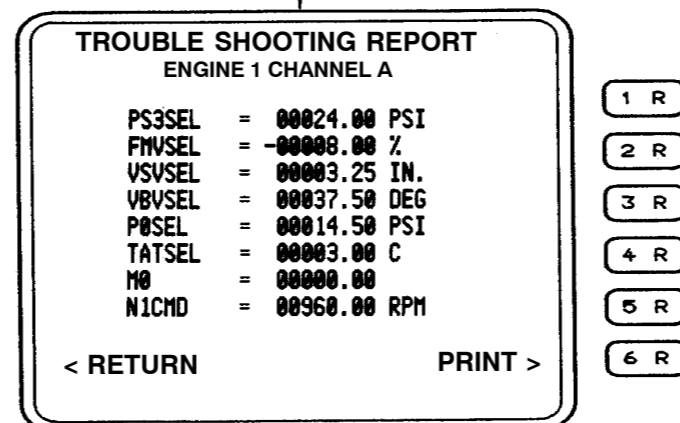 TROUBLE SHOOTING REPORT
ENGINE 1 CHANNEL A
PS3SEL = 00024.00 PSI
FMVSEL = -00008.00 %
VSVSEL = 00003.25 IN.
VBVSEL = 00037.50 DEG
P0SEL = 00014.50 PSI
TATSEL = 00003.00 C
M0 = 00000.00
N1CMD = 00960.00 RPM
< RETURN PRINT >
1 R
2 R
3 R
4 R
5 R
6 R